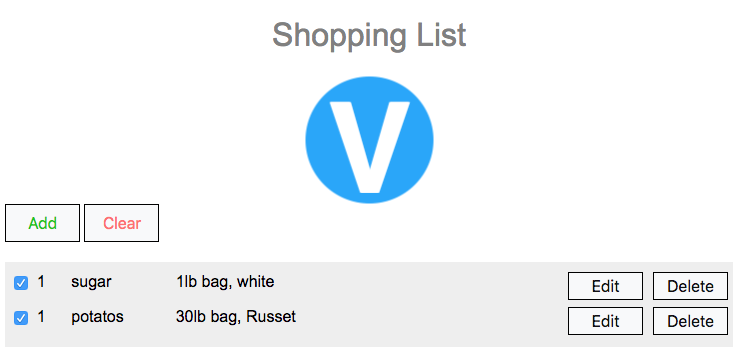 Shopping List
V
Add Clear
1 sugar 1lb bag, white Edit Delete
1 potatos 30lb bag, Russet Edit Delete